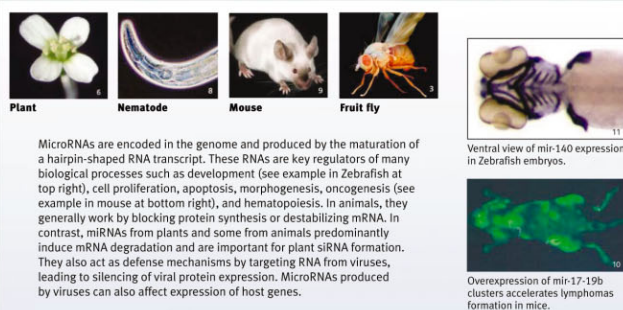 6
8
9
3
Plant
Nematode
Mouse
Fruit fly
MicroRNAs are encoded in the genome and produced by the maturation of
a hairpin-shaped RNA transcript. These RNAs are key regulators of many
biological processes such as development (see example in Zebrafish at
top right), cell proliferation, apoptosis, morphogenesis, oncogenesis (see
example in mouse at bottom right), and hematopoiesis. In animals, they
generally work by blocking protein synthesis or destabilizing mRNA. In
contrast, miRNAs from plants and some from animals predominantly
induce mRNA degradation and are important for plant siRNA formation.
They also act as defense mechanisms by targeting RNA from viruses,
leading to silencing of viral protein expression. MicroRNAs produced
by viruses can also affect expression of host genes.
11
Ventral view of mir-140 expression
in Zebrafish embryos.
10
Overexpression of mir-17-19b
clusters accelerates lymphomas
formation in mice.